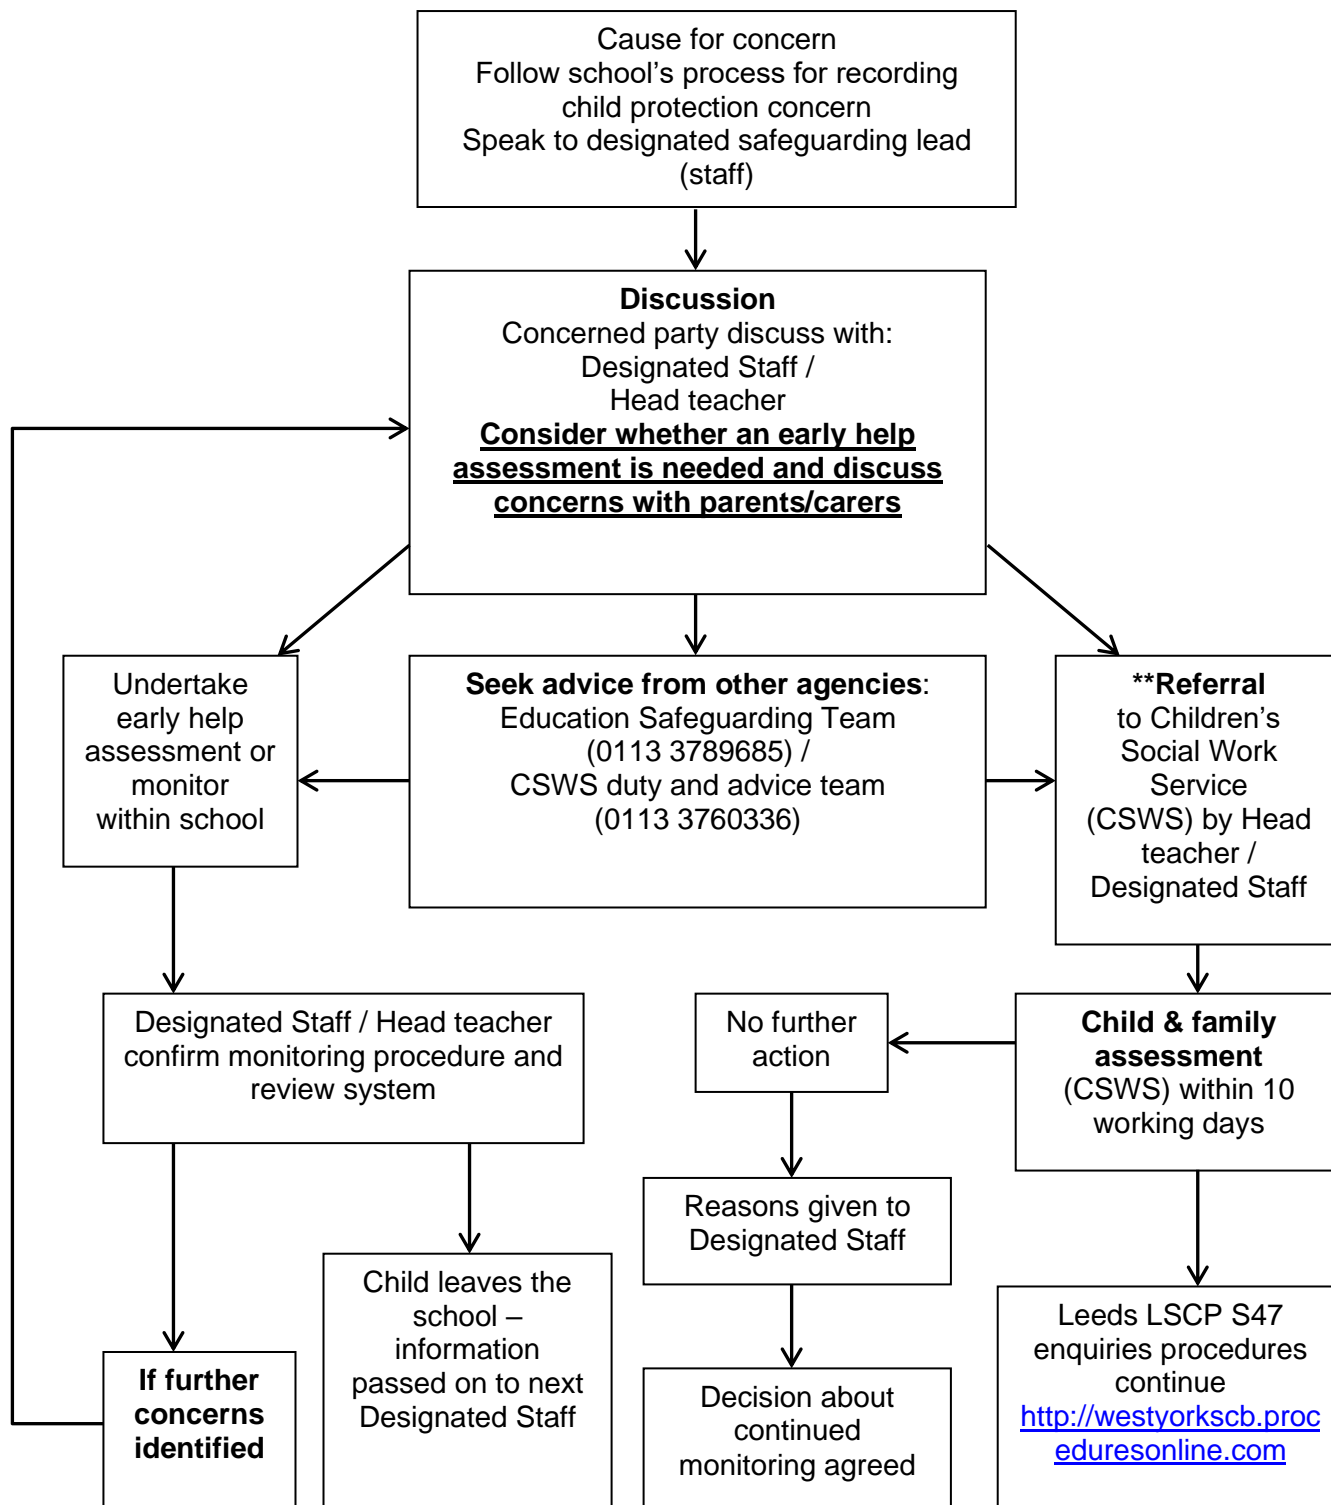 Cause for concern
Follow school’s process for recording
child protection concern
Speak to designated safeguarding lead
(staff)
Discussion
Concerned party discuss with:
Designated Staff /
Head teacher
Consider whether an early help
assessment is needed and discuss
concerns with parents/carers
Undertake
early help
assessment or
monitor
within school
Seek advice from other agencies:
Education Safeguarding Team
(0113 3789685) /
CSWS duty and advice team
(0113 3760336)
**Referral
to Children’s
Social Work
Service
(CSWS) by Head
teacher /
Designated Staff
Designated Staff / Head teacher
confirm monitoring procedure and
review system
No further
action
Child & family
assessment
(CSWS) within 10
working days
Reasons given to
Designated Staff
If further
concerns
identified
Child leaves the
school –
information
passed on to next
Designated Staff
Decision about
continued
monitoring agreed
Leeds LSCP S47
enquiries procedures
continue
http://westyorkscb.proc
eduresonline.com